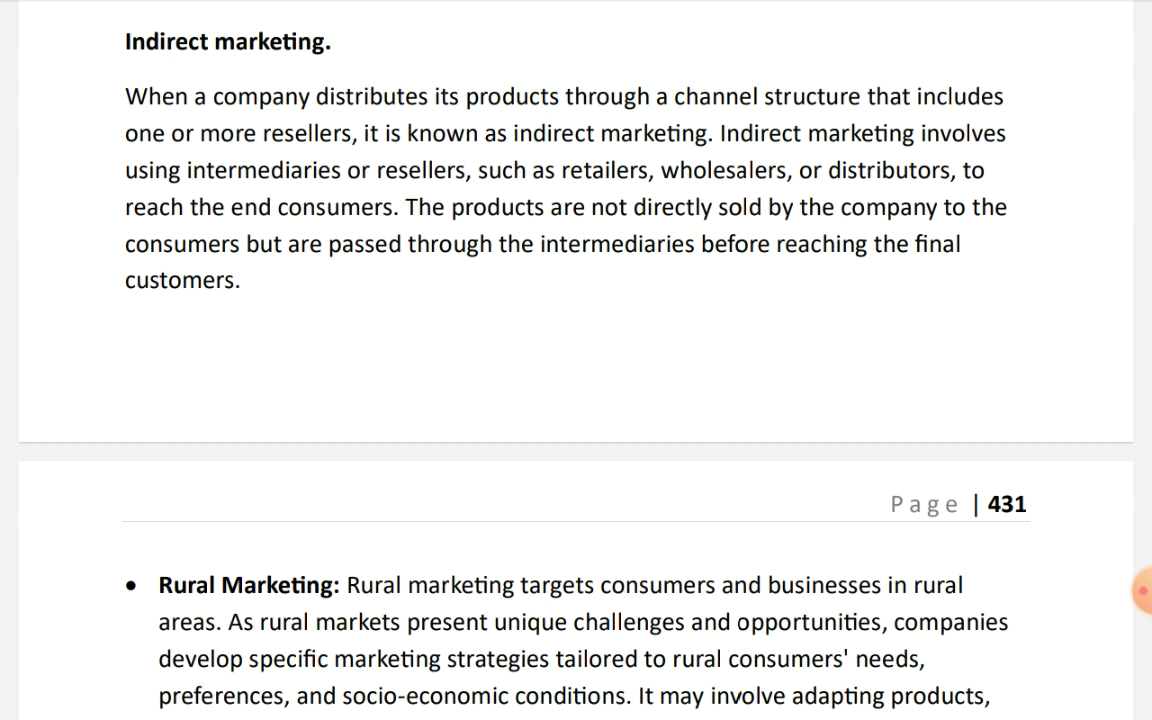 Indirect marketing.
When a company distributes its products through a channel structure that includes
one or more resellers, it is known as indirect marketing. Indirect marketing involves
using intermediaries or resellers, such as retailers, wholesalers, or distributors, to
reach the end consumers. The products are not directly sold by the company to the
consumers but are passed through the intermediaries before reaching the final
customers.
Page | 431
• Rural Marketing: Rural marketing targets consumers and businesses in rural
areas. As rural markets present unique challenges and opportunities, companies
develop specific marketing strategies tailored to rural consumers' needs,
preferences, and socio-economic conditions. It may involve adapting products,